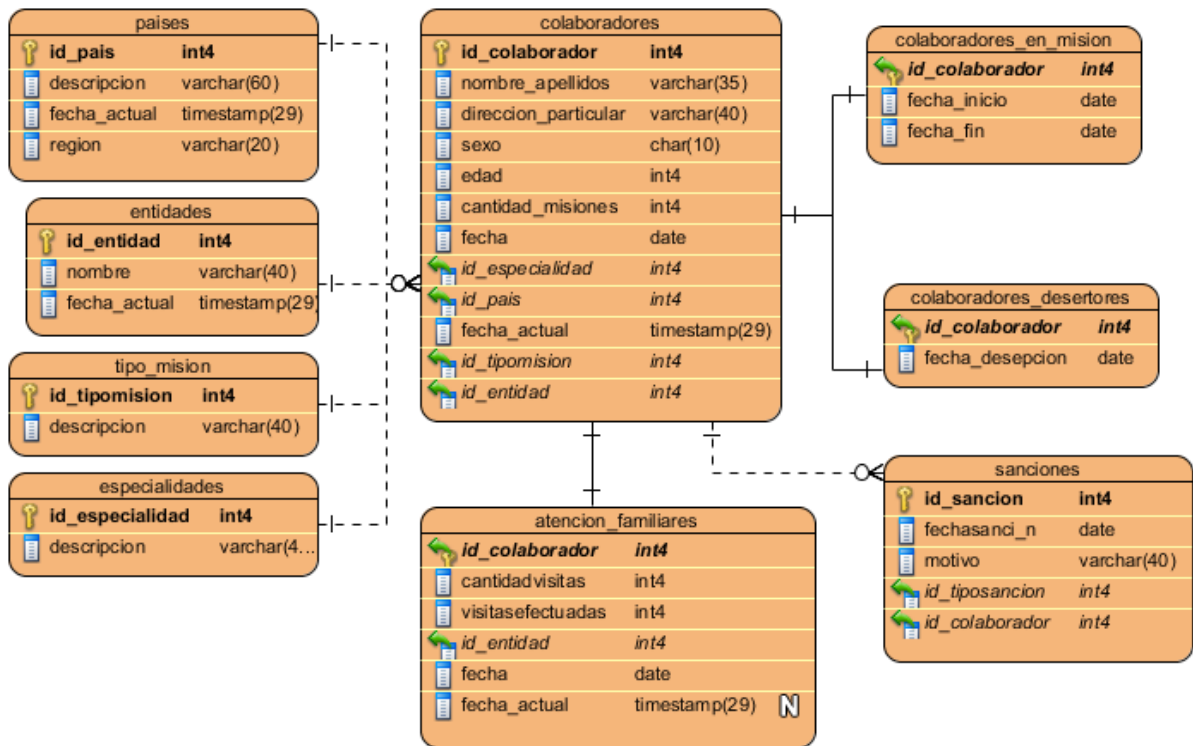 paises
id_pais int4
descripcion varchar(60)
fecha_actual timestamp(29)
region varchar(20)
entidades
id_entidad int4
nombre varchar(40)
fecha_actual timestamp(29)
tipo_mision
id_tipomision int4
descripcion varchar(40)
especialidades
id_especialidad int4
descripcion varchar(4...
colaboradores
id_colaborador int4
nombre_apellidos varchar(35)
direccion_particular varchar(40)
sexo char(10)
edad int4
cantidad_misiones int4
fecha date
id_especialidad int4
id_pais int4
fecha_actual timestamp(29)
id_tipomision int4
id_entidad int4
atencion_familiares
id_colaborador int4
cantidadvisitas int4
visitasefectuadas int4
id_entidad int4
fecha date
fecha_actual timestamp(29) N
colaboradores_en_mision
id_colaborador int4
fecha_inicio date
fecha_fin date
colaboradores_desertores
id_colaborador int4
fecha_desepcion date
sanciones
id_sancion int4
fechasanci_n date
motivo varchar(40)
id_tiposancion int4
id_colaborador int4